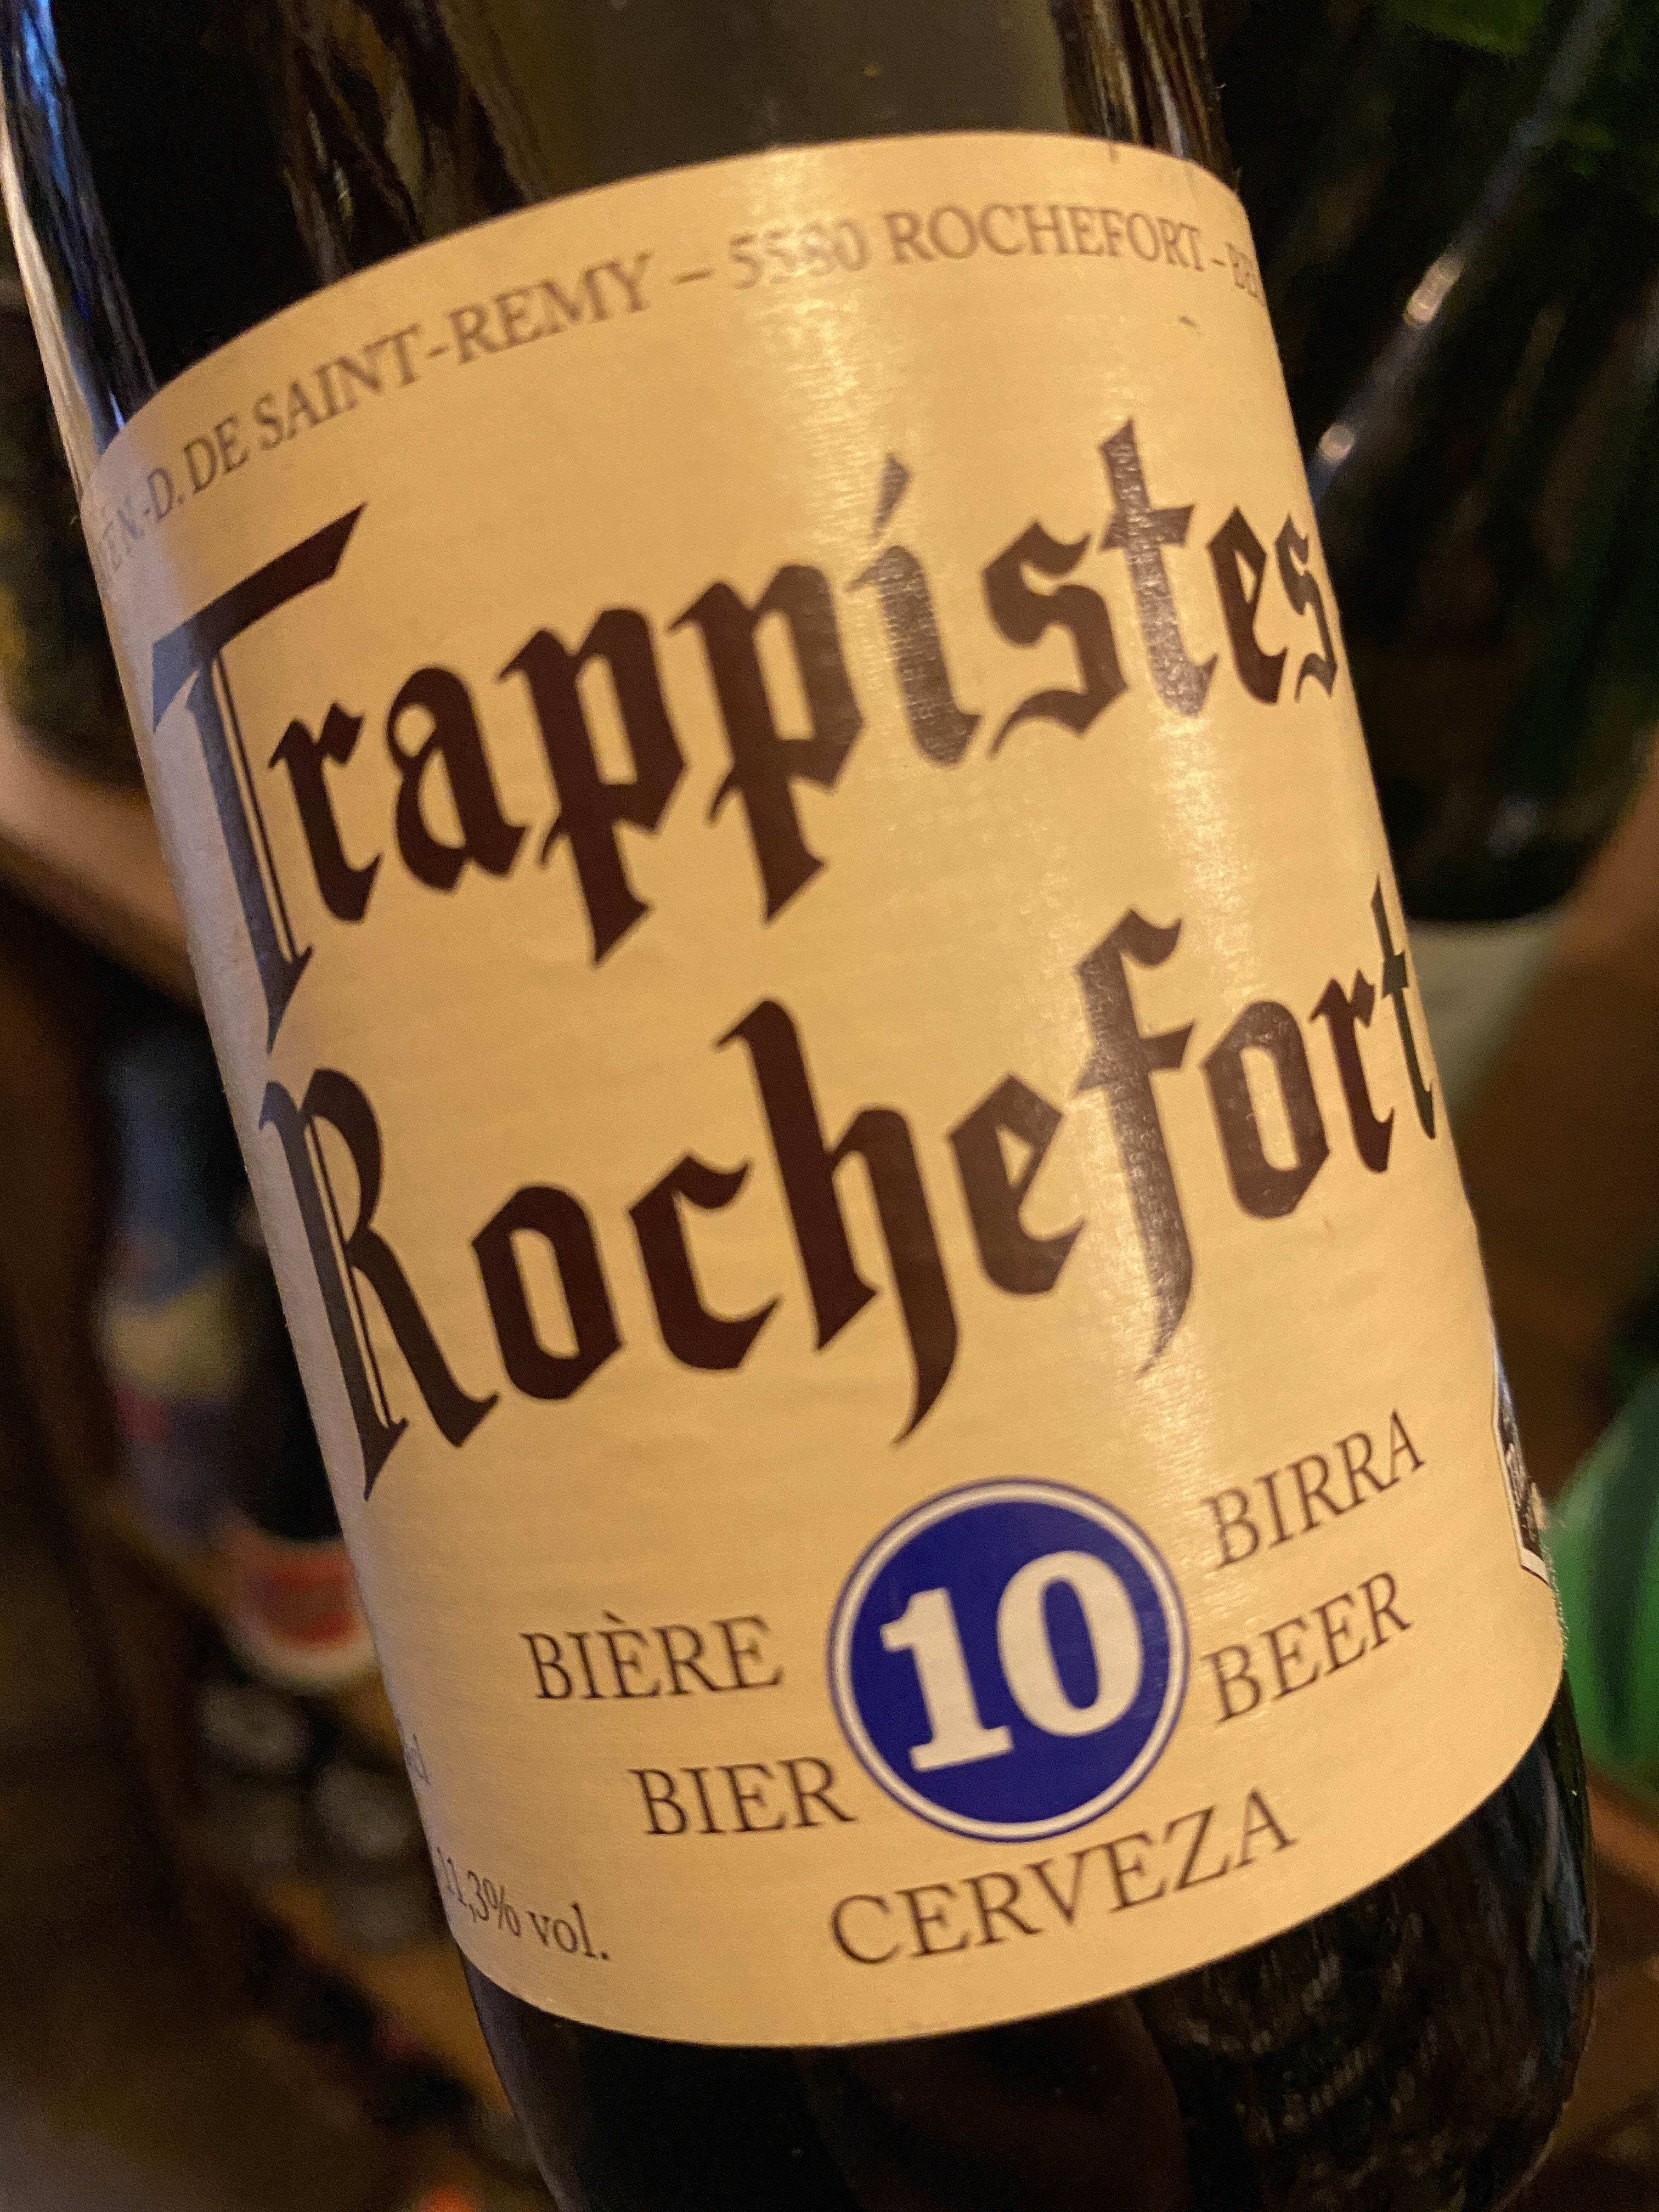 DE SAINT-REMY – 5580 ROCHEFORT –
Trappistes
Rochefort
BIÈRE 10 BIRRA
BIER BEER
CERVEZA
11,3% vol.